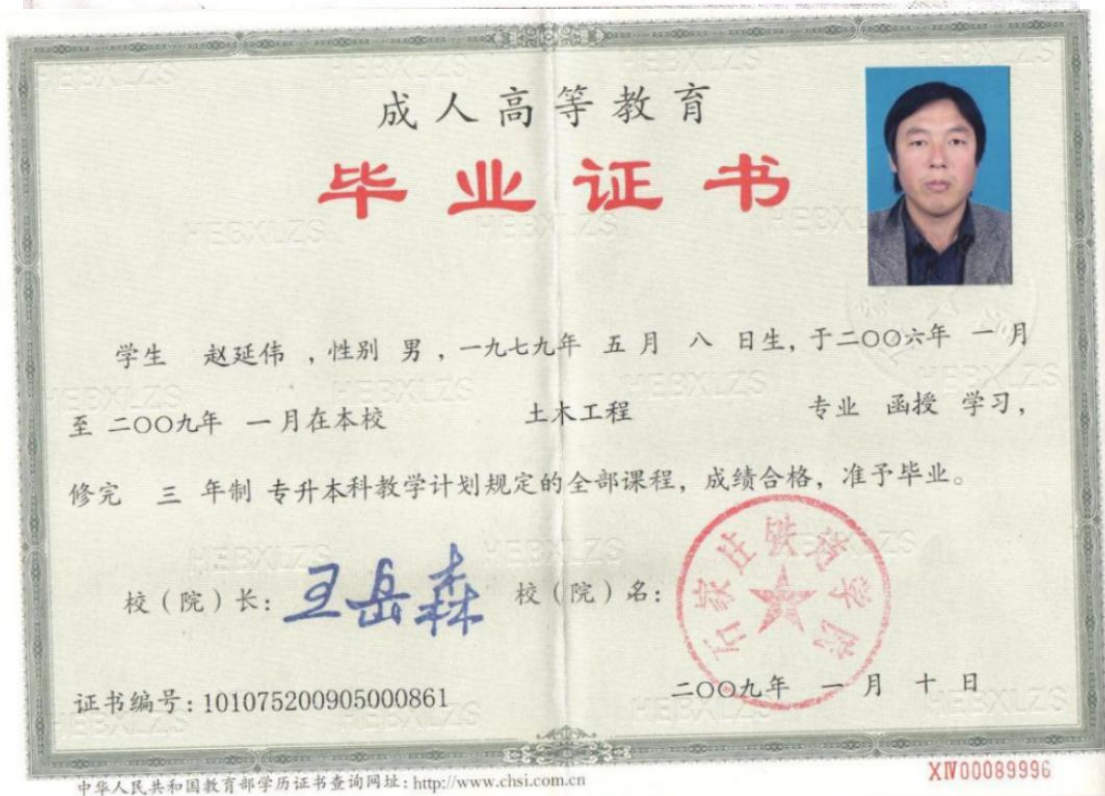 成人高等教育
毕业证书
学生 赵延伟 ，性别 男 ，一九七九年 五 月 八 日生，于二〇〇六年 一 月
至 二〇〇九年 一 月在本校 土木工程 专业 函授 学习，
修完 三 年制 专升本科教学计划规定的全部课程，成绩合格，准予毕业。
校（院）长：王岳森 校（院）名：
石家庄铁道学院
证书编号：101075200905000861
二〇〇九年 一 月 十 日
中华人民共和国教育部学历证书查询网址：http://www.chsi.com.cn
XⅣ00089996
HEBXLZS